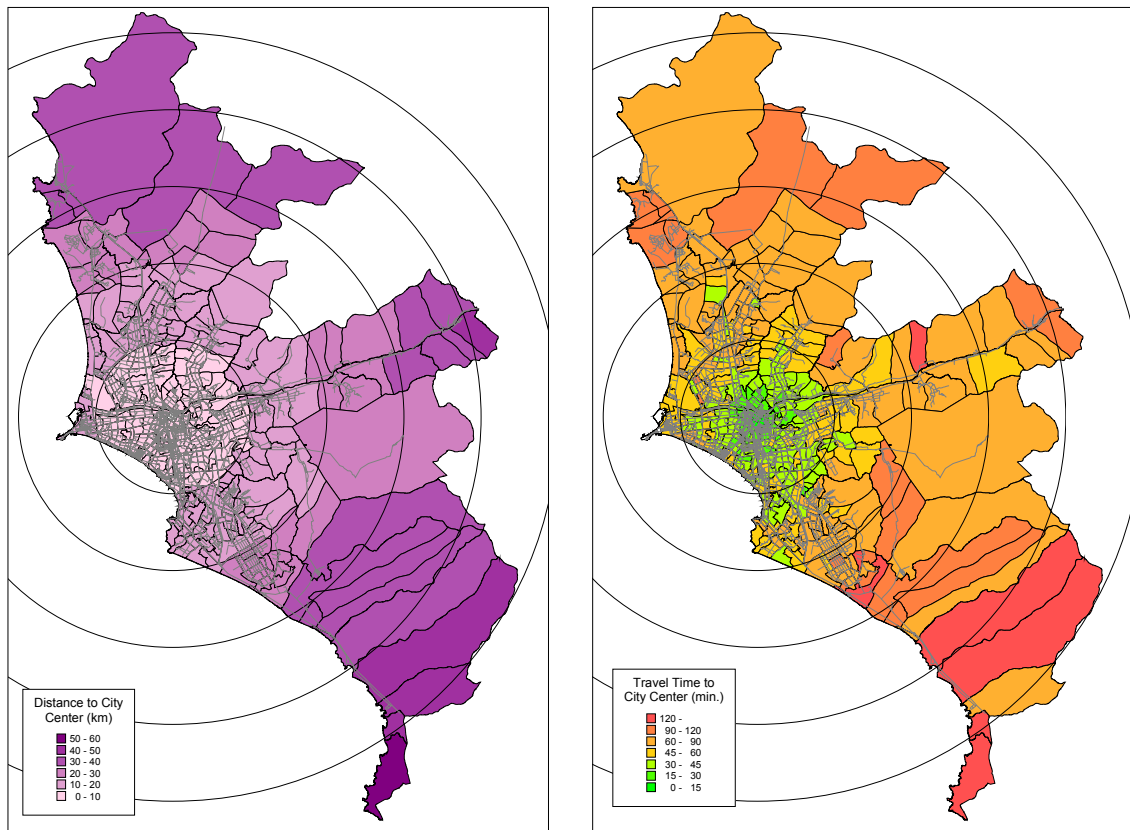 Distance to City
Center (km)
50 - 60
40 - 50
30 - 40
20 - 30
10 - 20
0 - 10
Travel Time to
City Center (min.)
120 -
90 - 120
60 - 90
45 - 60
30 - 45
15 - 30
0 - 15